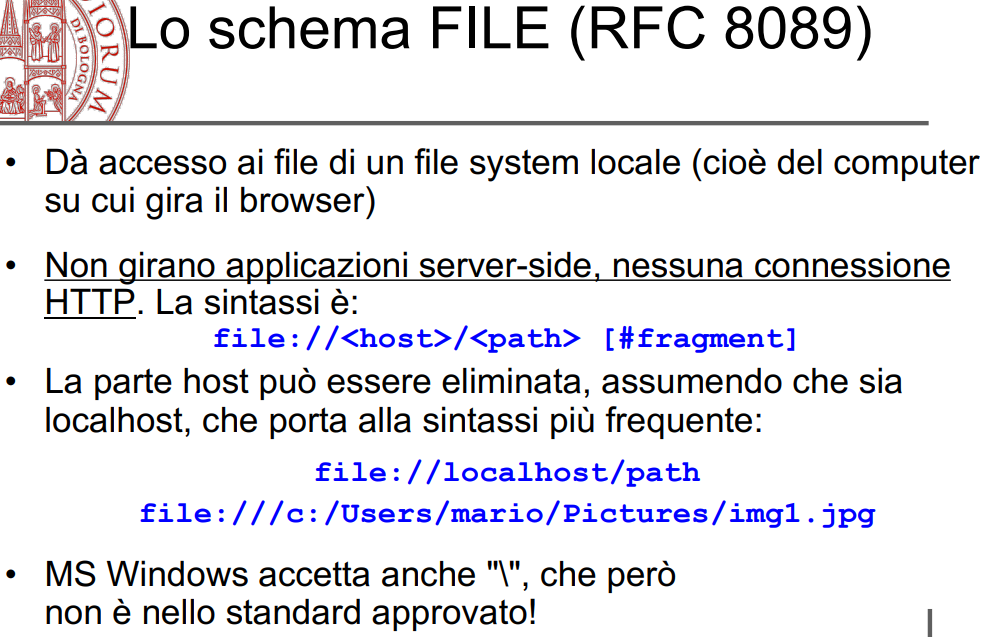 Lo schema FILE (RFC 8089)
IORUM
DI BOLOGNA
• Dà accesso ai file di un file system locale (cioè del computer
su cui gira il browser)
• Non girano applicazioni server-side, nessuna connessione
HTTP. La sintassi è:
file://<host>/<path> [#fragment]
• La parte host può essere eliminata, assumendo che sia
localhost, che porta alla sintassi più frequente:
file://localhost/path
file:///c:/Users/mario/Pictures/img1.jpg
• MS Windows accetta anche "\", che però
non è nello standard approvato!